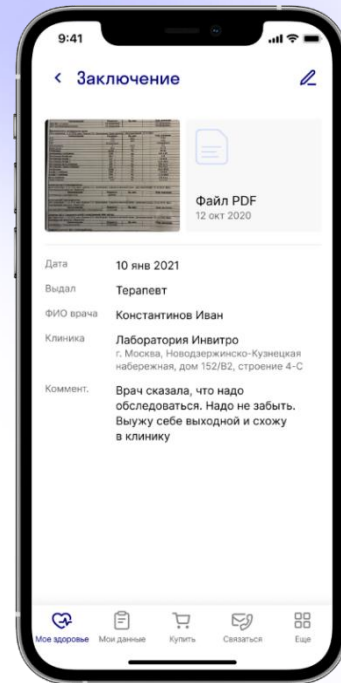 9:41
Заключение
Файл PDF
12 окт 2020
Дата
10 янв 2021
Выдал
Терапевт
ФИО врача
Константинов Иван
Клиника
Лаборатория Инвитро
г. Москва, Новодзержинско-Кузнецкая
набережная, дом 152/В2, строение 4-С
Коммент.
Врач сказала, что надо
обследоваться. Надо не забыть.
Выужу себе выходной и схожу
в клинику
Мое здоровье
Мои данные
Купить
Связаться
Еще